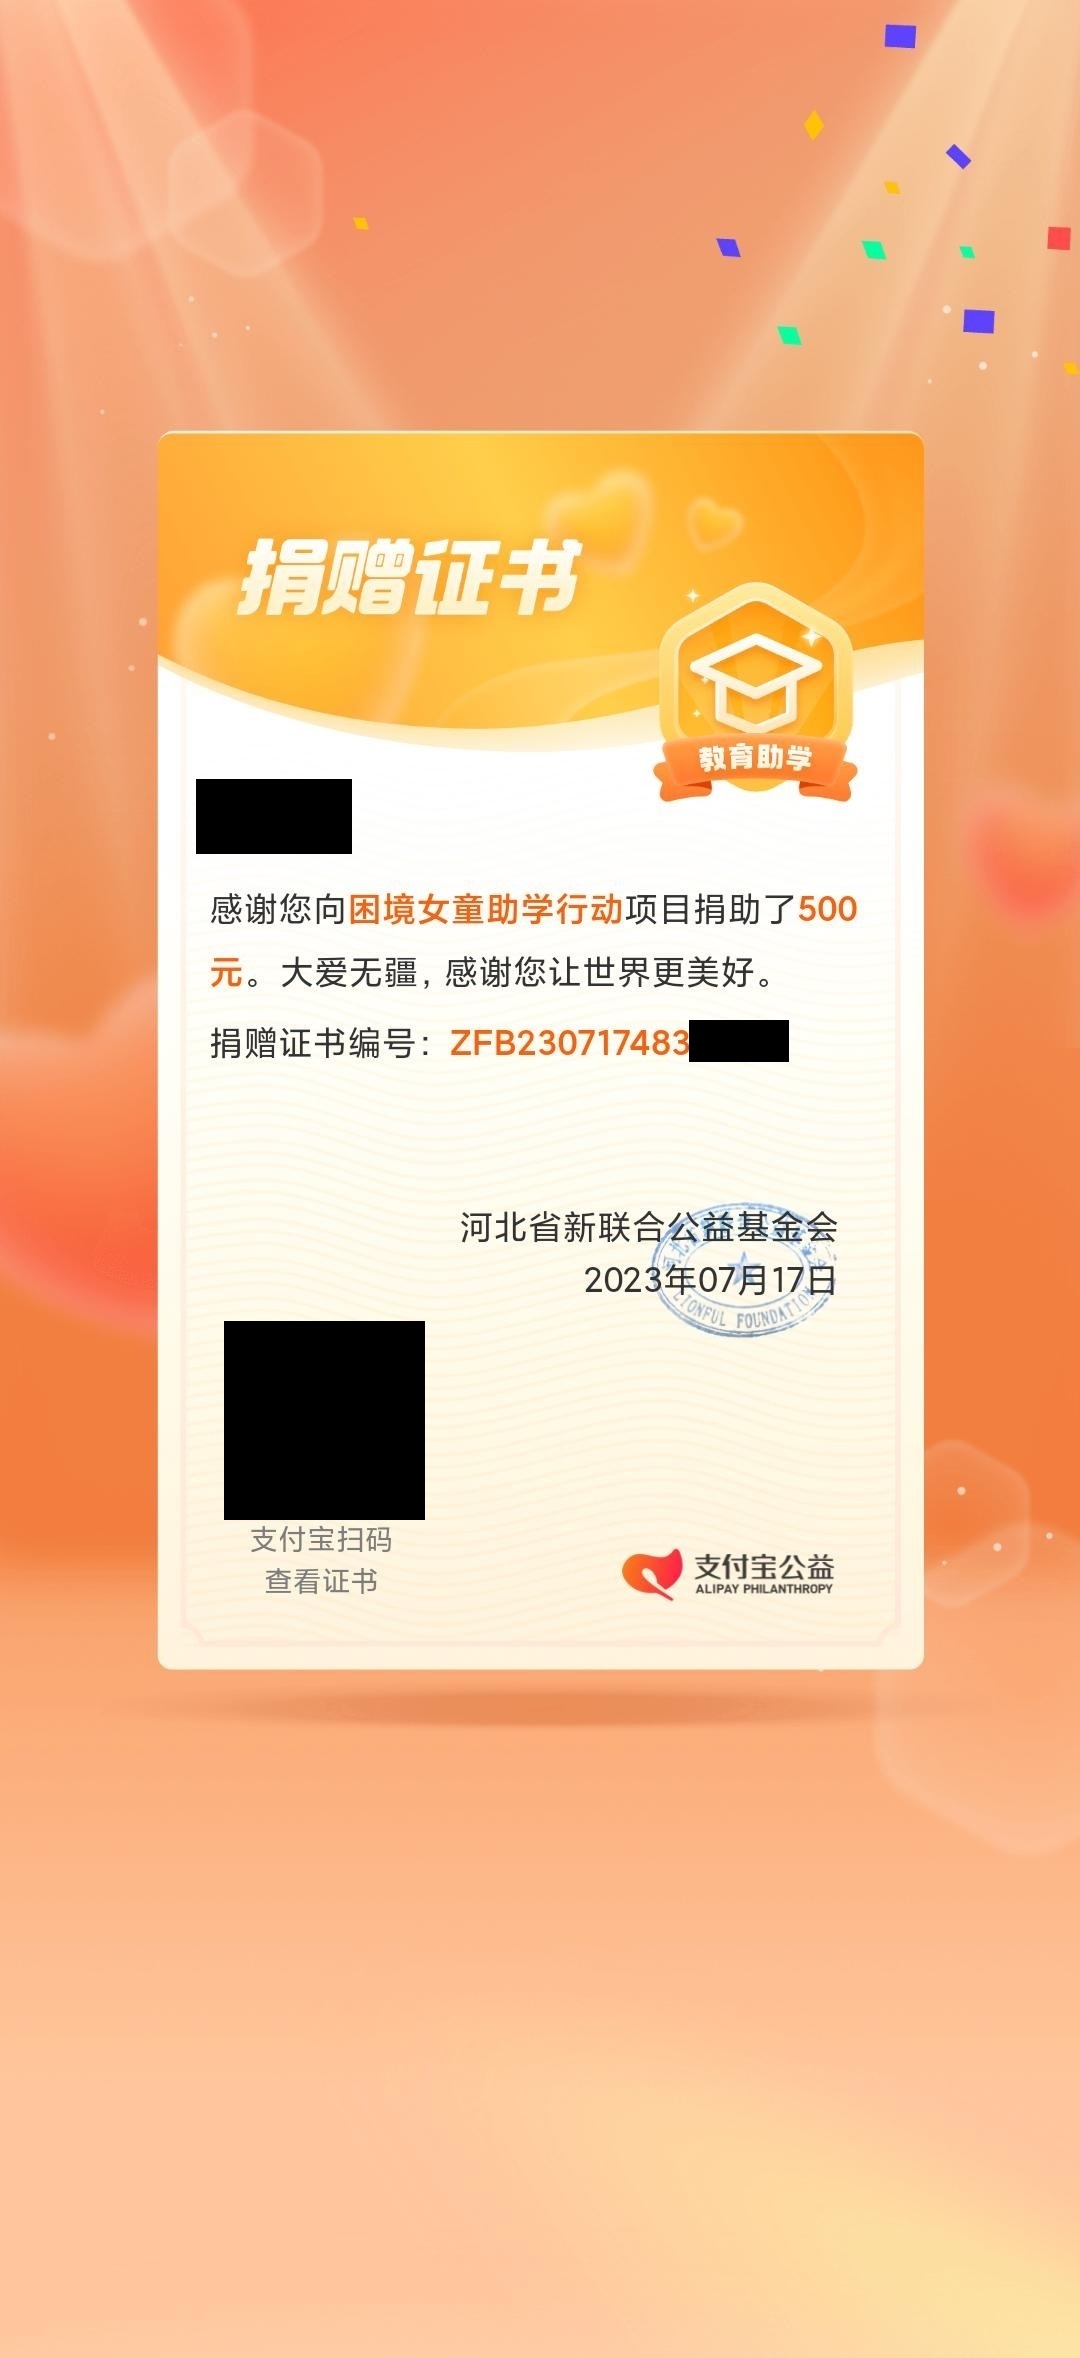 捐赠证书
教育助学
感谢您向困境女童助学行动项目捐助了500
元。大爱无疆，感谢您让世界更美好。
捐赠证书编号：ZFB230717483
河北省新联合公益基金会
2023年07月17日
LIONFUL FOUNDATION
支付宝扫码
查看证书
支付宝公益
ALIPAY PHILANTHROPY